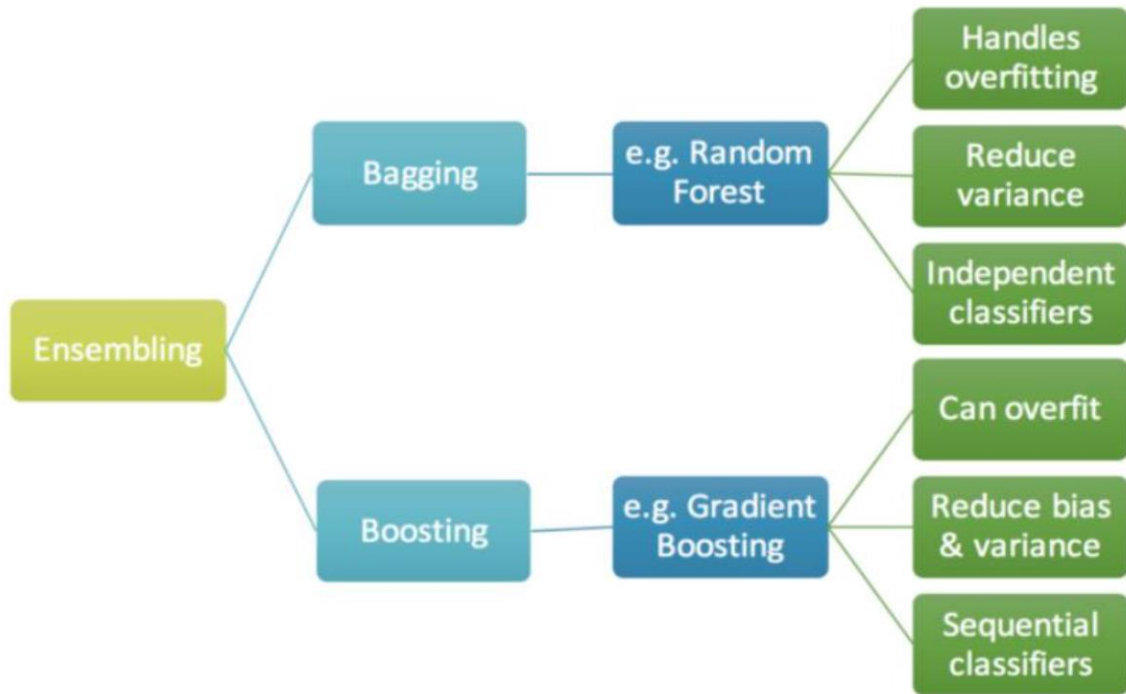 Ensembling
Bagging
e.g. Random
Forest
Handles
overfitting
Reduce
variance
Independent
classifiers
Boosting
e.g. Gradient
Boosting
Can overfit
Reduce bias
& variance
Sequential
classifiers